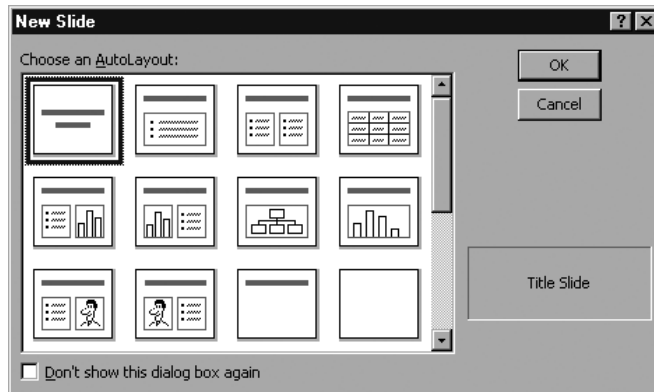 New Slide
Choose an AutoLayout:
OK
Cancel
Title Slide
Don't show this dialog box again